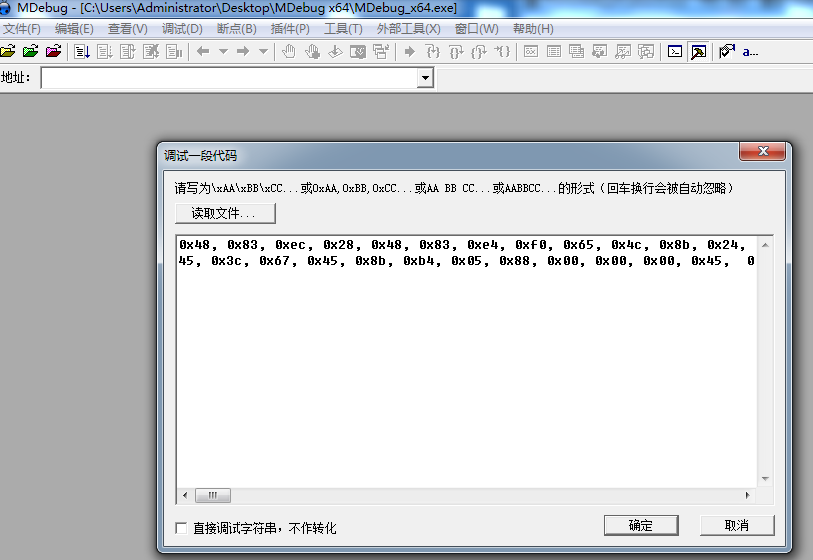 MDebug - [C:\Users\Administrator\Desktop\MDebug x64\MDebug_x64.exe]
文件(F) 编辑(E) 查看(V) 调试(D) 断点(B) 插件(P) 工具(T) 外部工具(X) 窗口(W) 帮助(H)
a...
地址:
调试一段代码
请写为\xAA\xBB\xCC...或0xAA,0xBB,0xCC...或AA BB CC...或AABBCC...的形式（回车换行会被自动忽略）
读取文件...
0x48, 0x83, 0xec, 0x28, 0x48, 0x83, 0xe4, 0xf0, 0x65, 0x4c, 0x8b, 0x24,
45, 0x3c, 0x67, 0x45, 0x8b, 0xb4, 0x05, 0x88, 0x00, 0x00, 0x00, 0x45, 0
直接调试字符串，不作转化
确定
取消